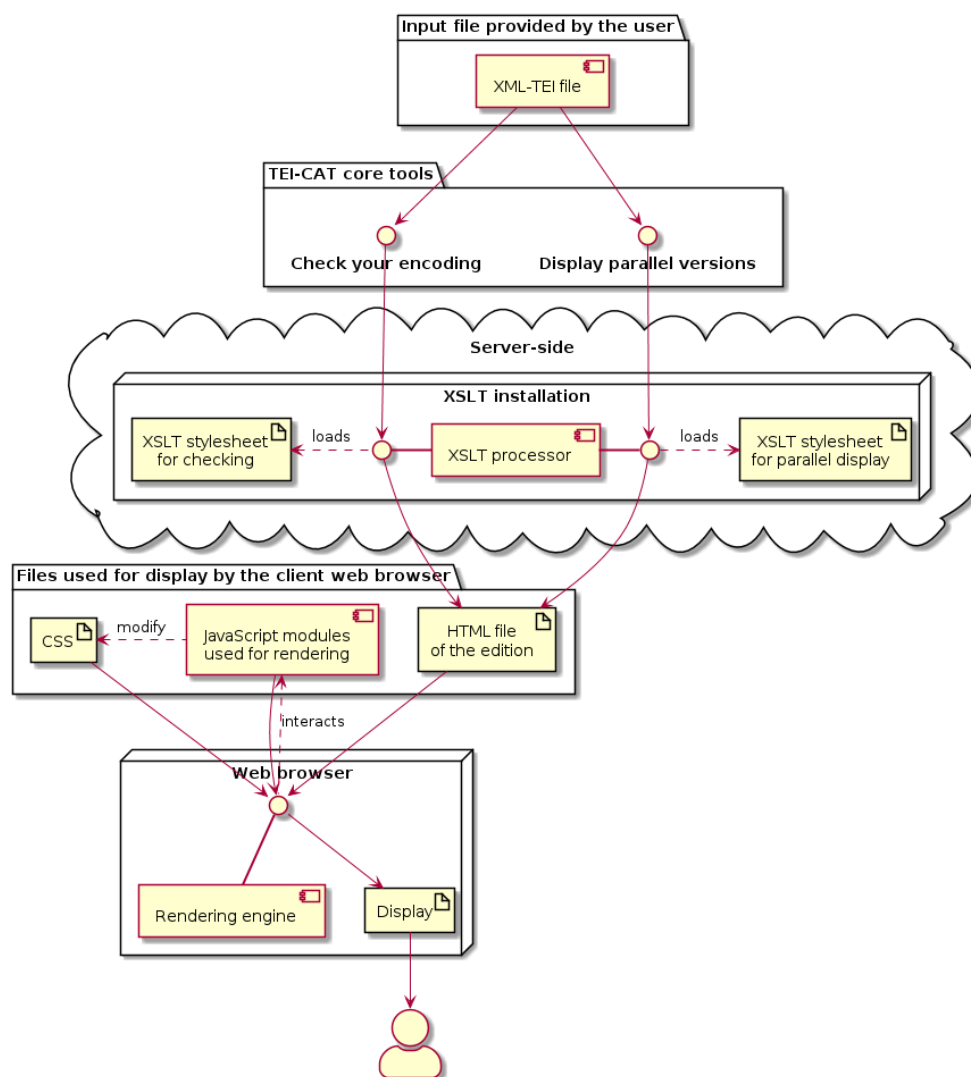 Input file provided by the user
XML-TEI file
TEI-CAT core tools
Check your encoding
Display parallel versions
Server-side
XSLT installation
XSLT stylesheet
for checking
loads
XSLT processor
loads
XSLT stylesheet
for parallel display
Files used for display by the client web browser
CSS
modify
JavaScript modules
used for rendering
HTML file
of the edition
interacts
Web browser
Rendering engine
Display